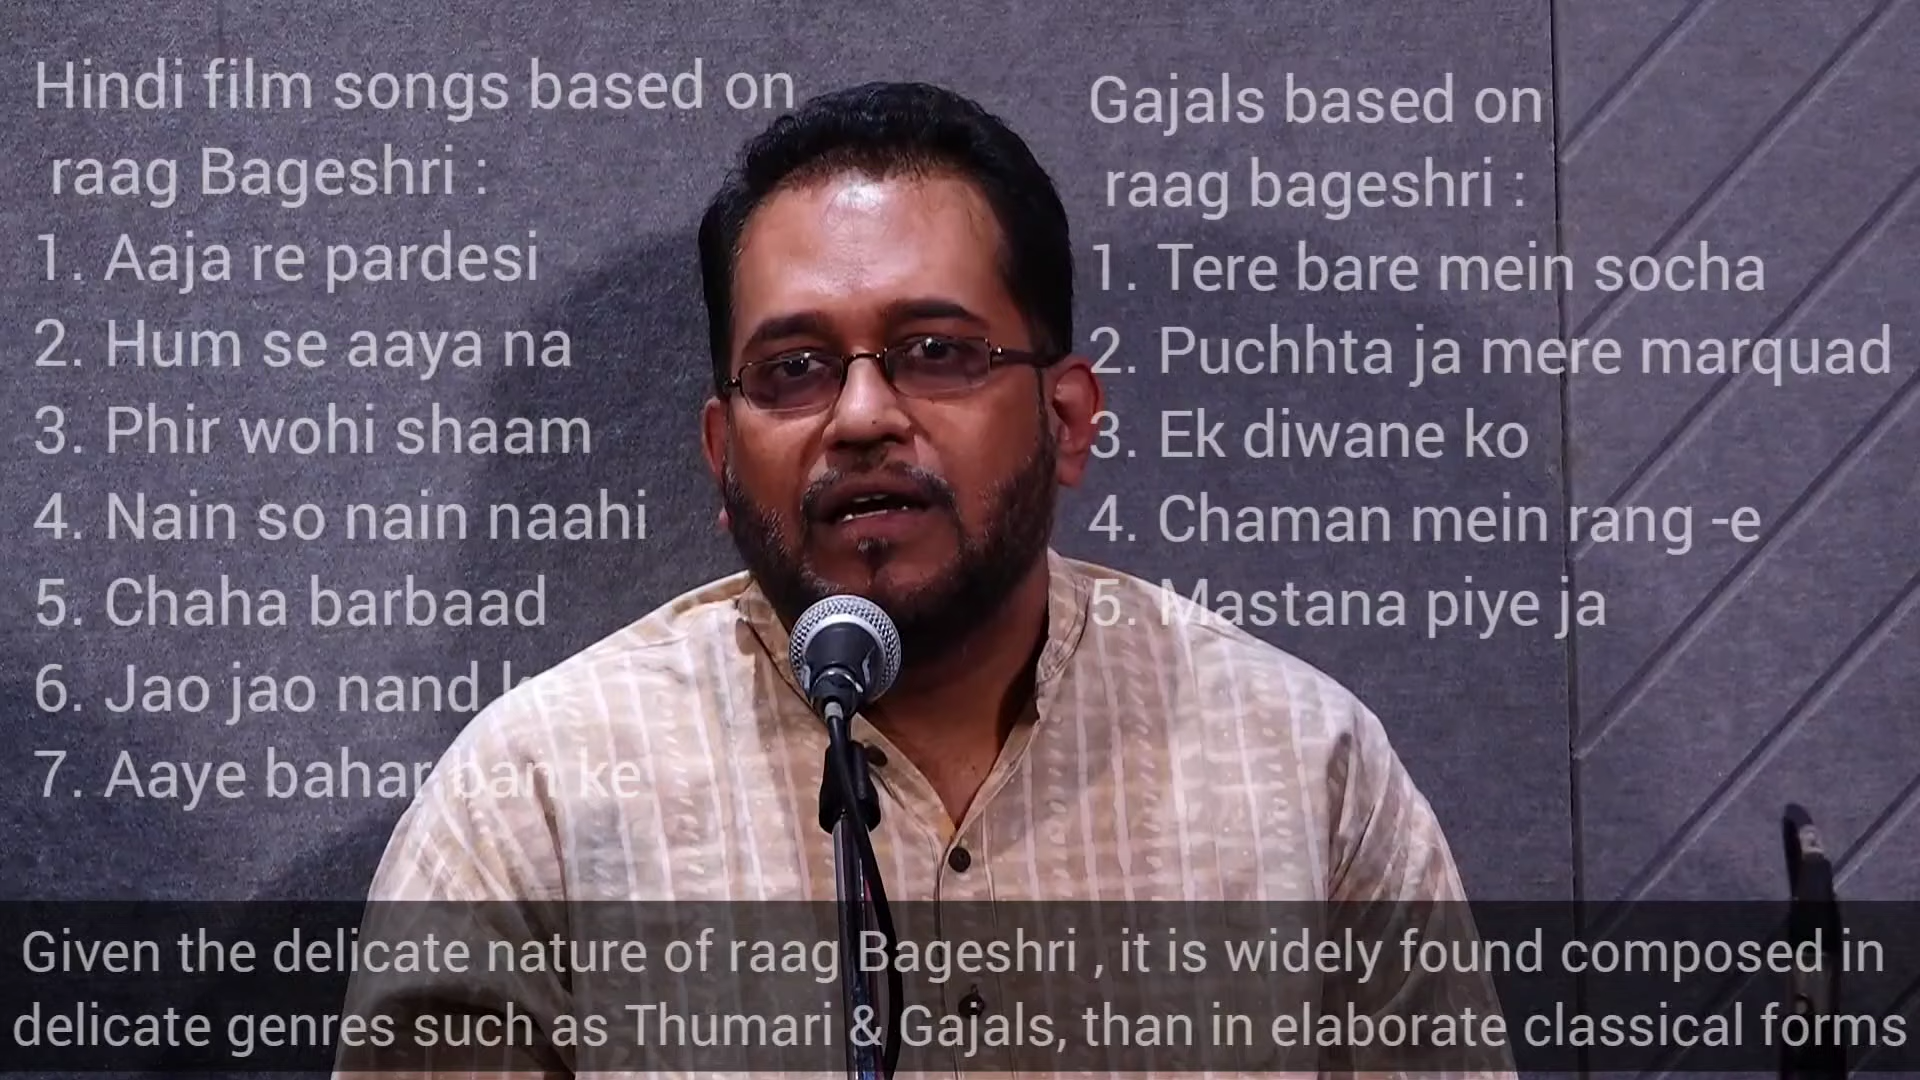 Hindi film songs based on
raag Bageshri :
1. Aaja re pardesi
2. Hum se aaya na
3. Phir wohi shaam
4. Nain so nain naahi
5. Chaha barbaad
6. Jao jao nand ke
7. Aaye bahar ban ke
Gajals based on
raag bageshri :
1. Tere bare mein socha
2. Puchhta ja mere marquad
3. Ek diwane ko
4. Chaman mein rang -e
5. Mastana piye ja
Given the delicate nature of raag Bageshri , it is widely found composed in
delicate genres such as Thumari & Gajals, than in elaborate classical forms